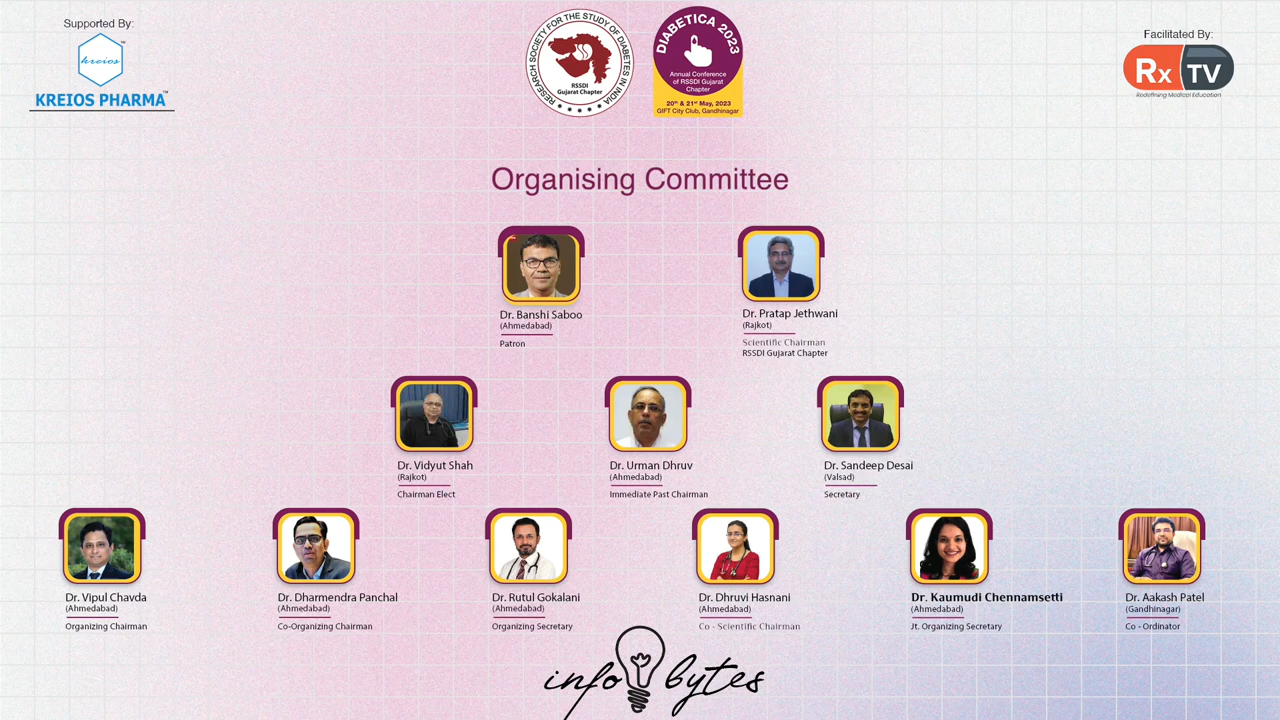 Supported By:
kreios
KREIOS PHARMA™
RESEARCH SOCIETY FOR THE STUDY OF DIABETES IN INDIA
RSSDI
Gujarat Chapter
DIABETICA 2023
Annual Conference
of RSSDI Gujarat
Chapter
20th & 21st May, 2023
GIFT City Club, Gandhinagar
Facilitated By:
Rx TV
Redefining Medical Education
Organising Committee
Dr. Banshi Saboo
(Ahmedabad)
Patron
Dr. Pratap Jethwani
(Rajkot)
Scientific Chairman
RSSDI Gujarat Chapter
Dr. Vidyut Shah
(Rajkot)
Chairman Elect
Dr. Urman Dhruv
(Ahmedabad)
Immediate Past Chairman
Dr. Sandeep Desai
(Valsad)
Secretary
Dr. Vipul Chavda
(Ahmedabad)
Organizing Chairman
Dr. Dharmendra Panchal
(Ahmedabad)
Co-Organizing Chairman
Dr. Rutul Gokalani
(Ahmedabad)
Organizing Secretary
Dr. Dhruvi Hasnani
(Ahmedabad)
Co - Scientific Chairman
Dr. Kaumudi Chennamsetti
(Ahmedabad)
Jt. Organizing Secretary
Dr. Aakash Patel
(Gandhinagar)
Co - Ordinator
info bytes